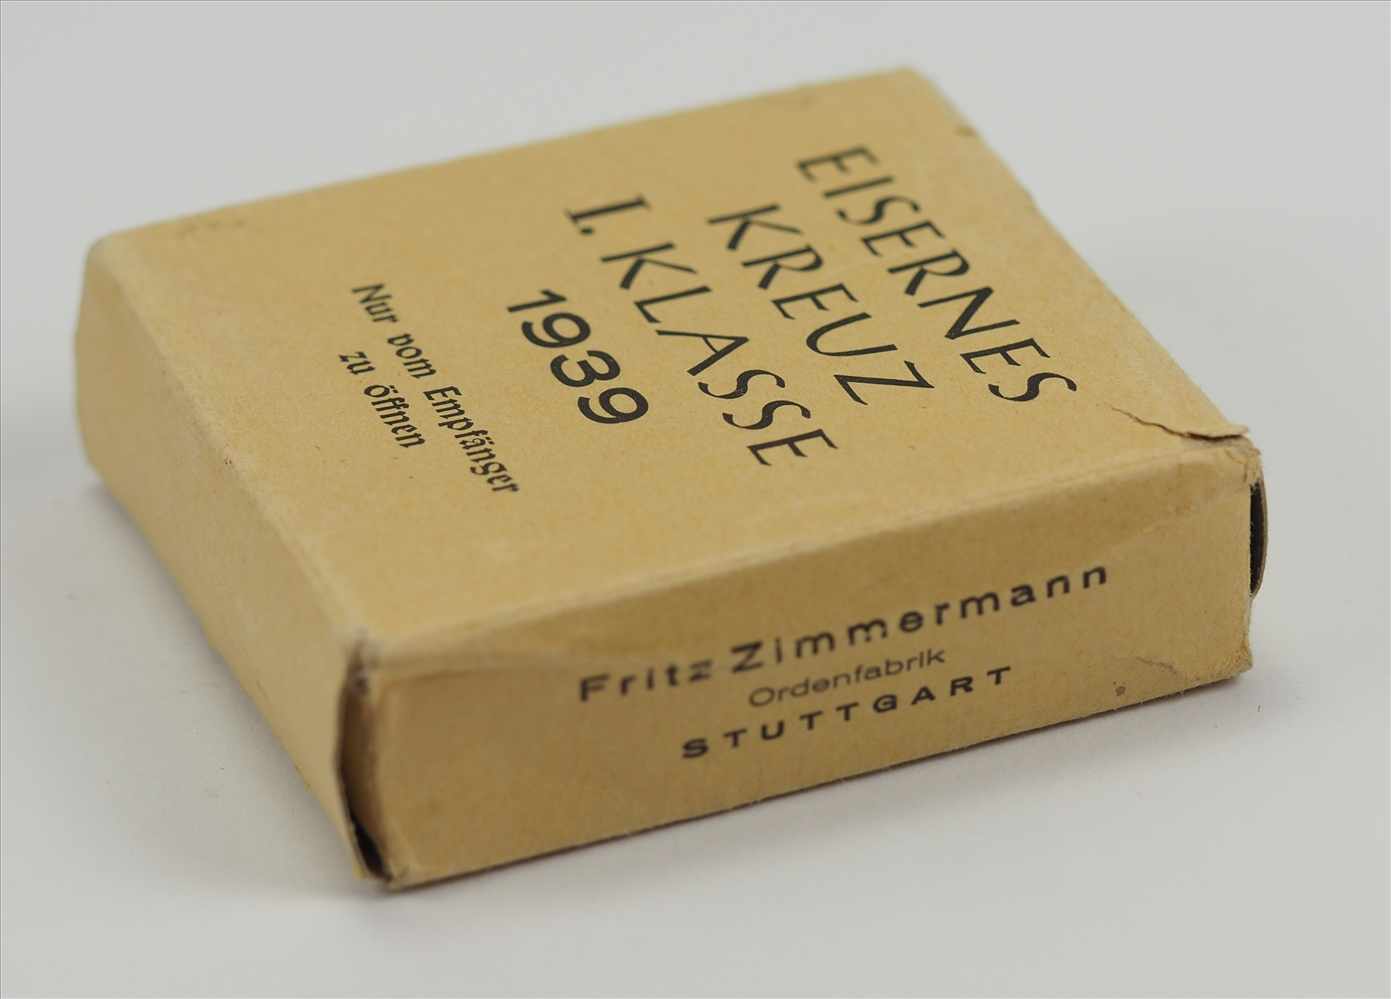 EISERNES
KREUZ
I. KLASSE
1939
Nur vom Empfänger
zu öffnen
Fritz Zimmermann
Ordenfabrik
STUTTGART